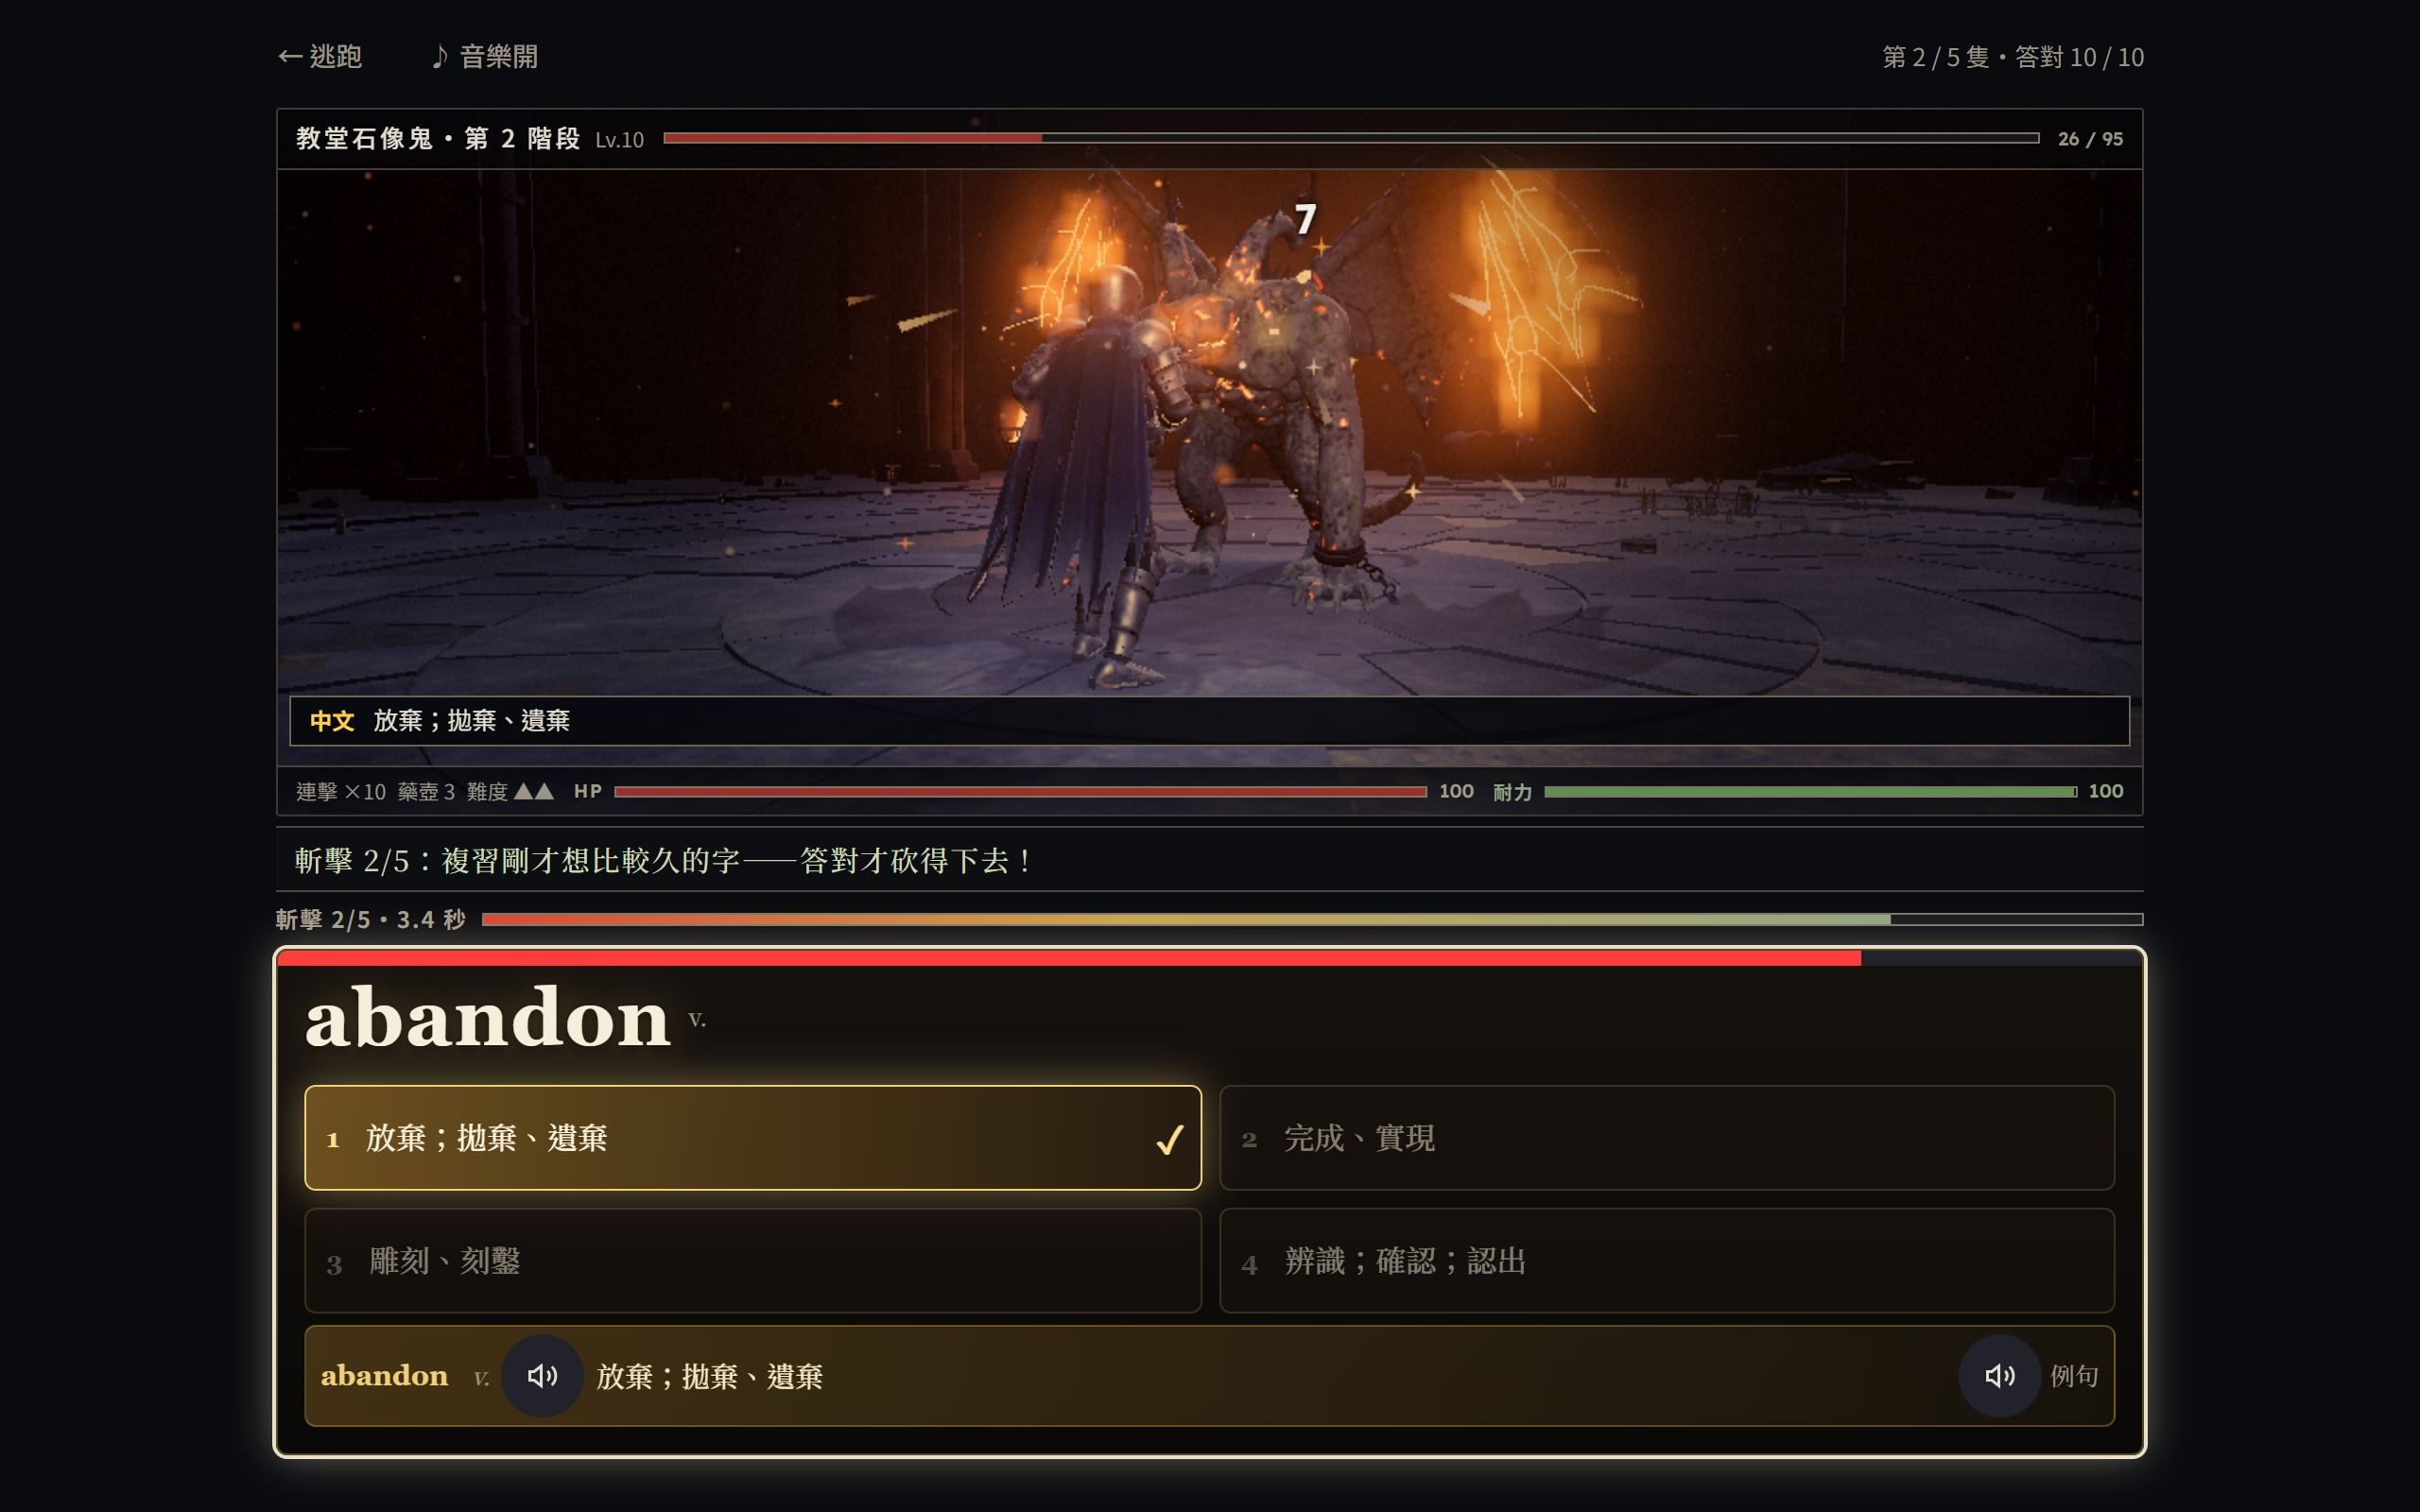 ← 逃跑 ♪ 音樂開 第 2 / 5 隻・答對 10 / 10
教堂石像鬼・第 2 階段 Lv.10 26 / 95
7
中文 放棄；拋棄、遺棄
連擊 ×10 藥壺 3 難度 ▲▲ HP 100 耐力 100
斬擊 2/5：複習剛才想比較久的字——答對才砍得下去！
斬擊 2/5・3.4 秒
abandon v.
1 放棄；拋棄、遺棄 ✓
2 完成、實現
3 雕刻、刻鑿
4 辨識；確認；認出
abandon v. 放棄；拋棄、遺棄 例句